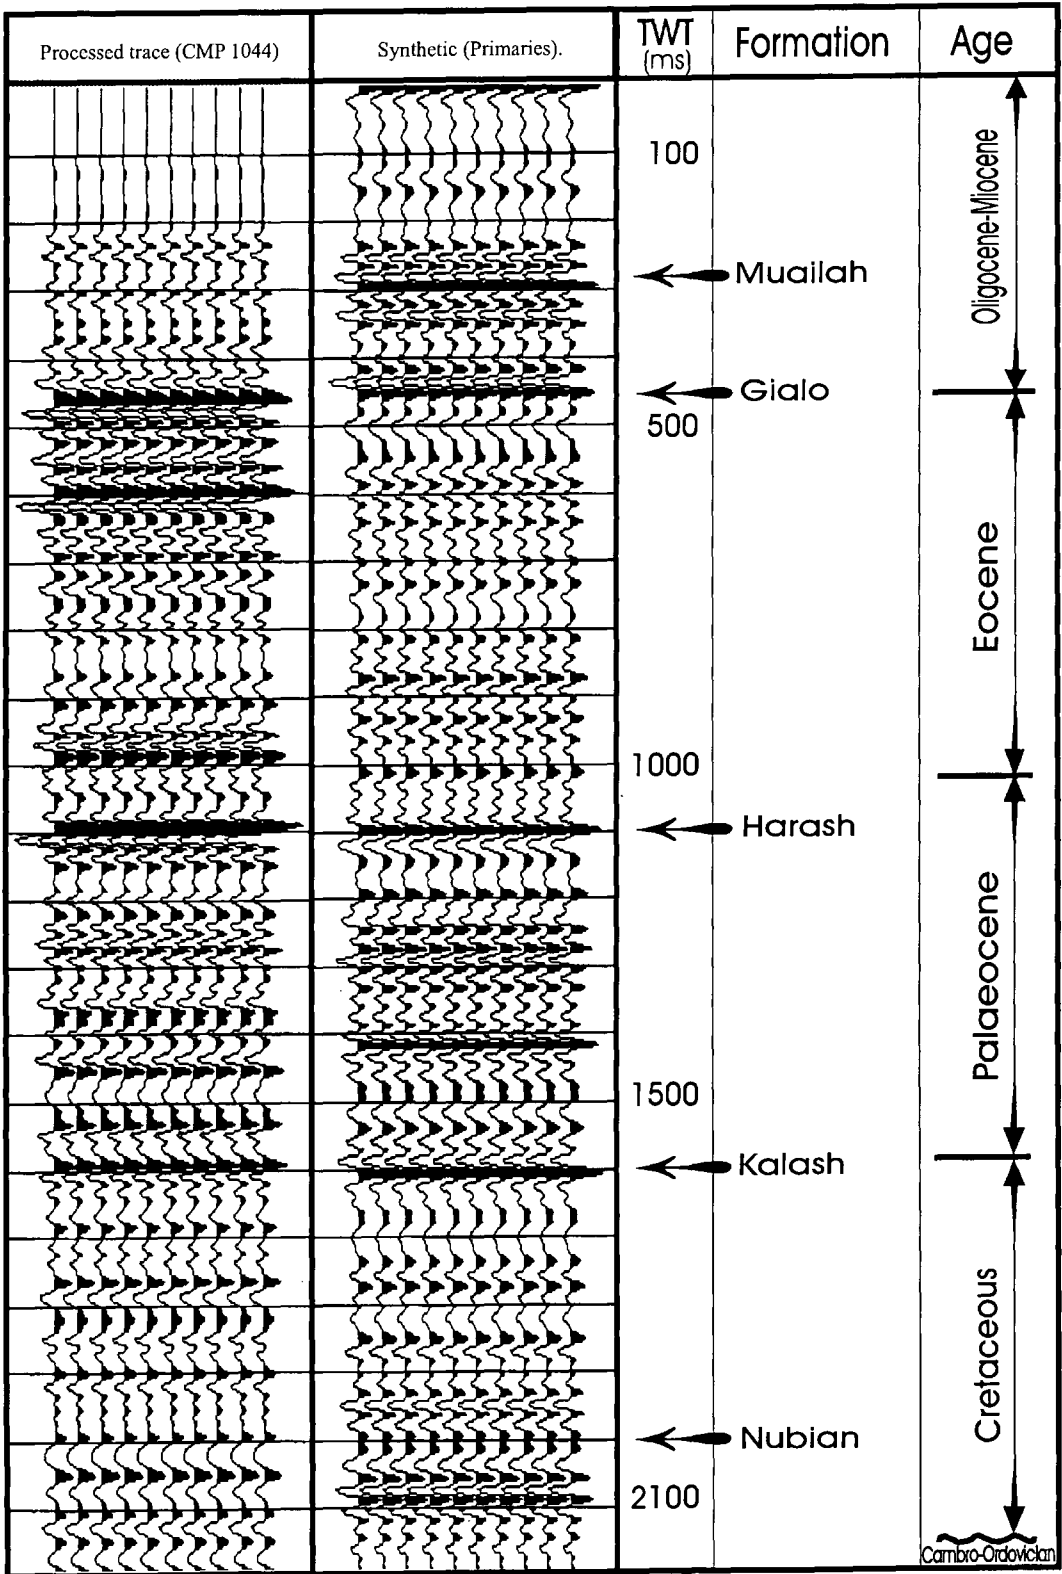 Processed trace (CMP 1044)
Synthetic (Primaries).
TWT
(ms)
Formation
Age
100
Oligocene-Miocene
Muailah
Gialo
500
Eocene
1000
Harash
Palaeocene
1500
Kalash
Cretaceous
Nubian
2100
Cambro-Ordovician